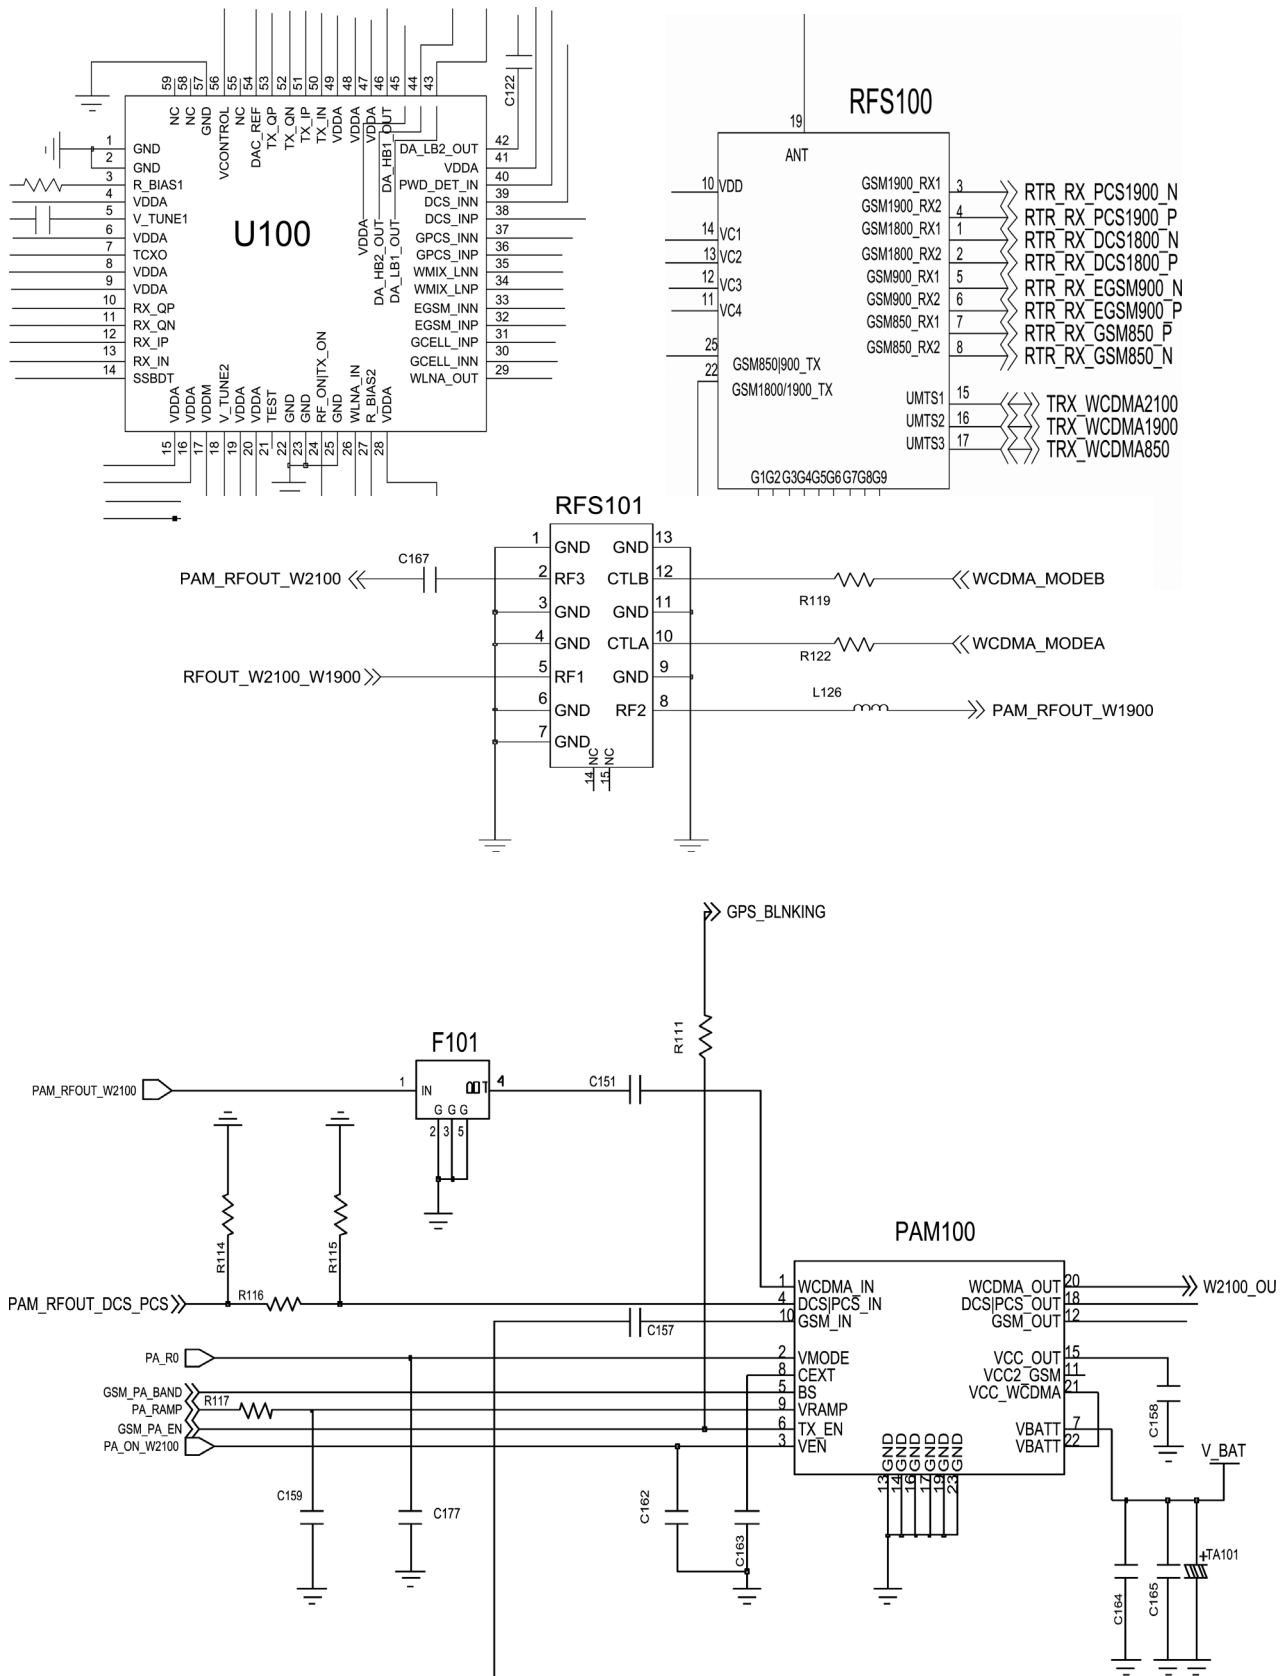 59 58 57 56 55 54 53 52 51 50 49 48 47 46 45 44 43
NC NC GND VCONTROL NC DAC_REF TX_QP TX_QN TX_IP TX_IN VDDA VDDA VDDA DA_HB1_OUT
VDDA DA_HB2_OUT DA_LB1_OUT
C122
U100
1 GND
2 GND
3 R_BIAS1
4 VDDA
5 V_TUNE1
6 VDDA
7 TCXO
8 VDDA
9 VDDA
10 RX_QP
11 RX_QN
12 RX_IP
13 RX_IN
14 SSBDT
DA_LB2_OUT 42
VDDA 41
PWD_DET_IN 40
DCS_INN 39
DCS_INP 38
GPCS_INN 37
GPCS_INP 36
WMIX_LNN 35
WMIX_LNP 34
EGSM_INN 33
EGSM_INP 32
GCELL_INP 31
GCELL_INN 30
WLNA_OUT 29
VDDA VDDA VDDM V_TUNE2 VDDA VDDA TEST GND GND RF_ON|TX_ON GND WLNA_IN R_BIAS2 VDDA
15 16 17 18 19 20 21 22 23 24 25 26 27 28
RFS100
19
ANT
10 VDD
14 VC1
13 VC2
12 VC3
11 VC4
25 GSM850|900_TX
22 GSM1800/1900_TX
GSM1900_RX1 3 RTR_RX_PCS1900_N
GSM1900_RX2 4 RTR_RX_PCS1900_P
GSM1800_RX1 1 RTR_RX_DCS1800_N
GSM1800_RX2 2 RTR_RX_DCS1800_P
GSM900_RX1 5 RTR_RX_EGSM900_N
GSM900_RX2 6 RTR_RX_EGSM900_P
GSM850_RX1 7 RTR_RX_GSM850_P
GSM850_RX2 8 RTR_RX_GSM850_N
UMTS1 15 TRX_WCDMA2100
UMTS2 16 TRX_WCDMA1900
UMTS3 17 TRX_WCDMA850
G1G2 G3G4G5G6 G7G8G9
RFS101
1 GND GND 13
PAM_RFOUT_W2100 C167 2 RF3 CTLB 12 R119 WCDMA_MODEB
3 GND GND 11
4 GND CTLA 10 R122 WCDMA_MODEA
RFOUT_W2100_W1900 5 RF1 GND 9
6 GND RF2 8 L126 PAM_RFOUT_W1900
7 GND
14 NC 15 NC
GPS_BLNKING
R111
F101
PAM_RFOUT_W2100 1 IN OUT 4 C151
G G G
2 3 5
R114
R115
PAM_RFOUT_DCS_PCS R116
C157
PA_R0
GSM_PA_BAND
PA_RAMP R117
GSM_PA_EN
PA_ON_W2100
C159
C177
C162
C163
PAM100
1 WCDMA_IN WCDMA_OUT 20 W2100_OU
4 DCS|PCS_IN DCS|PCS_OUT 18
10 GSM_IN GSM_OUT 12
2 VMODE VCC_OUT 15
8 CEXT VCC2_GSM 11
5 BS VCC_WCDMA 21
9 VRAMP
6 TX_EN VBATT 7
3 VEN VBATT 22
GND GND GND GND GND GND
13 14 16 17 19 23
C158
V_BAT
C164
C165
+TA101